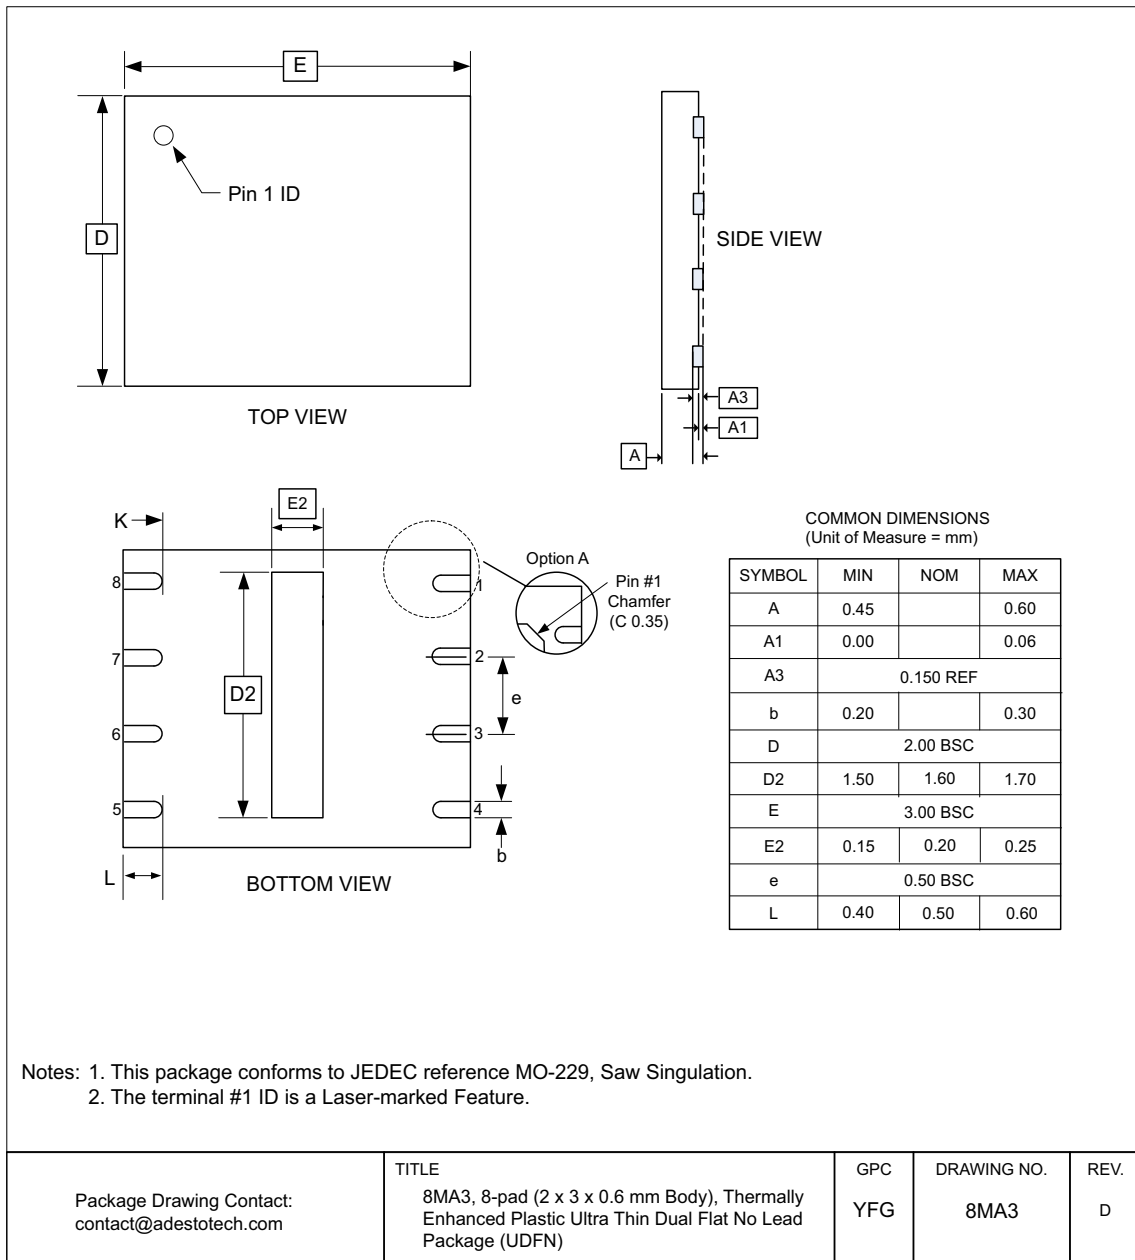 E
Pin 1 ID
D
SIDE VIEW
TOP VIEW
A3
A1
A
E2
K
8
7
6
5
1
2
3
4
D2
e
b
L
Option A
Pin #1
Chamfer
(C 0.35)
BOTTOM VIEW
COMMON DIMENSIONS
(Unit of Measure = mm)
SYMBOL MIN NOM MAX
A 0.45 0.60
A1 0.00 0.06
A3 0.150 REF
b 0.20 0.30
D 2.00 BSC
D2 1.50 1.60 1.70
E 3.00 BSC
E2 0.15 0.20 0.25
e 0.50 BSC
L 0.40 0.50 0.60
Notes: 1. This package conforms to JEDEC reference MO-229, Saw Singulation.
2. The terminal #1 ID is a Laser-marked Feature.
Package Drawing Contact:
contact@adestotech.com
TITLE
8MA3, 8-pad (2 x 3 x 0.6 mm Body), Thermally
Enhanced Plastic Ultra Thin Dual Flat No Lead
Package (UDFN)
GPC
YFG
DRAWING NO.
8MA3
REV.
D